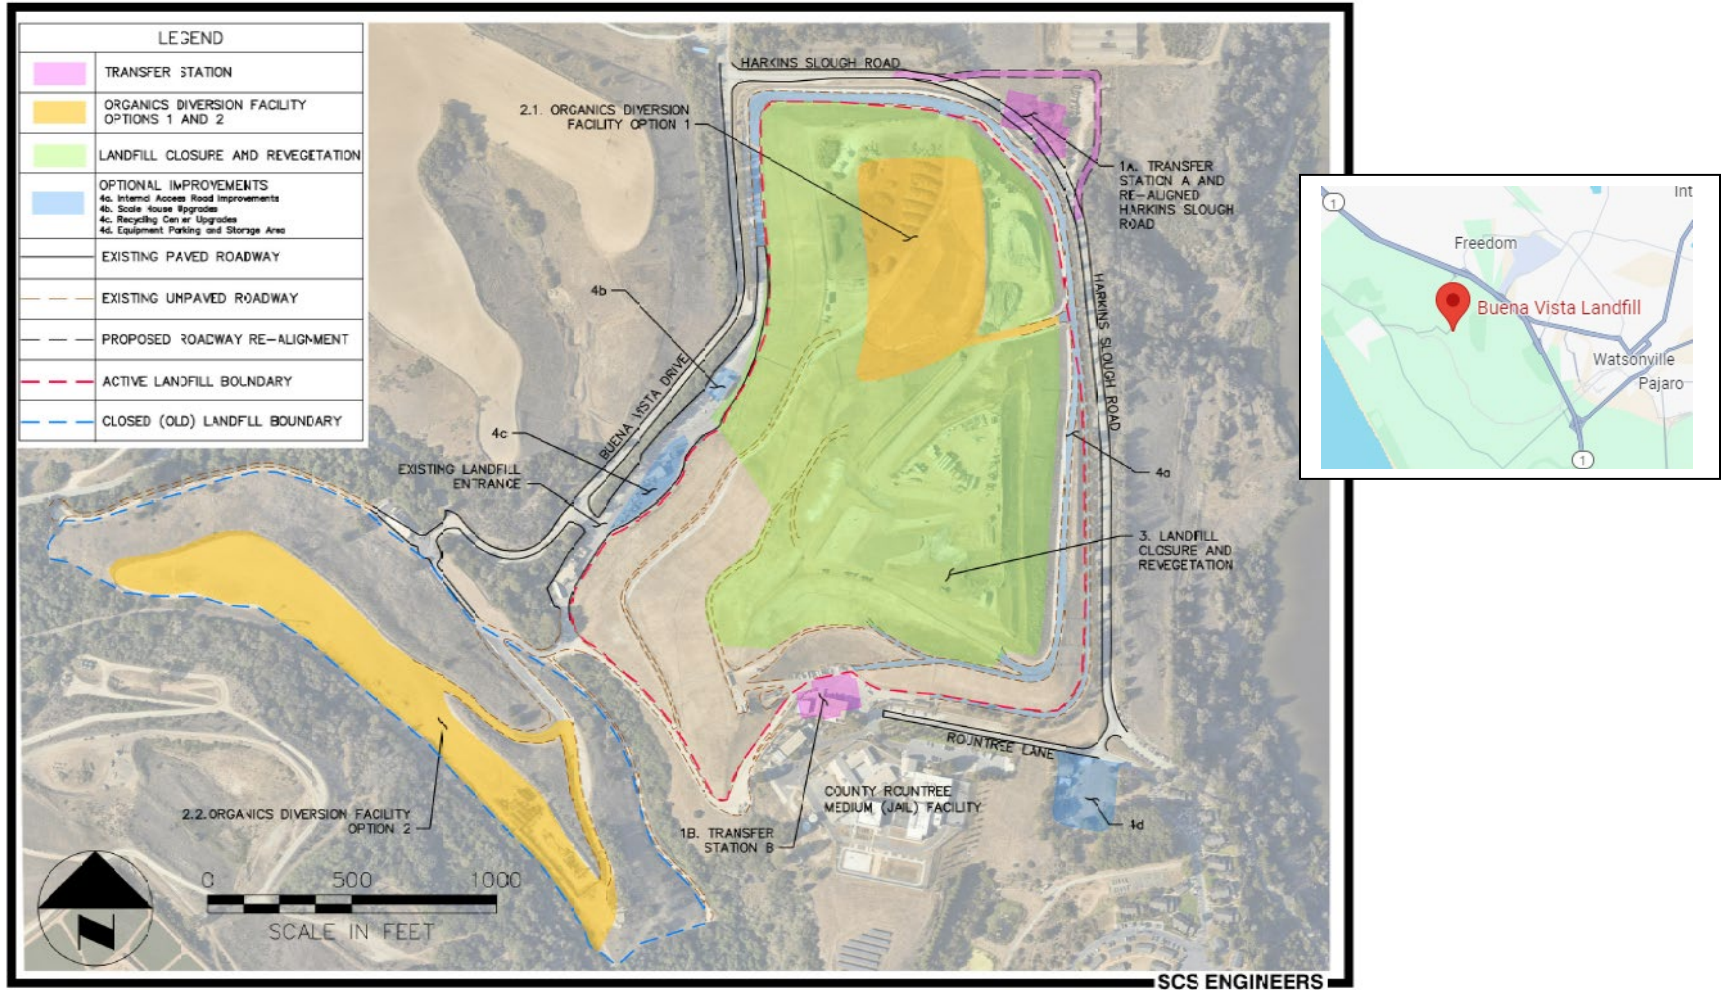 LEGEND
TRANSFER STATION
ORGANICS DIVERSION FACILITY
OPTIONS 1 AND 2
LANDFILL CLOSURE AND REVEGETATION
OPTIONAL IMPROVEMENTS
4a. Internal Access Road Improvements
4b. Scale House Upgrades
4c. Recycling Center Upgrades
4d. Equipment Parking and Storage Area
EXISTING PAVED ROADWAY
EXISTING UNPAVED ROADWAY
PROPOSED ROADWAY RE-ALIGNMENT
ACTIVE LANDFILL BOUNDARY
CLOSED (OLD) LANDFILL BOUNDARY
HARKINS SLOUGH ROAD
2.1. ORGANICS DIVERSION
FACILITY OPTION 1
1A. TRANSFER
STATION A AND
RE-ALIGNED
HARKINS SLOUGH
ROAD
4b
BUENA VISTA DRIVE
HARKINS SLOUGH ROAD
4c
EXISTING LANDFILL
ENTRANCE
4a
3. LANDFILL
CLOSURE AND
REVEGETATION
ROUNTREE LANE
COUNTY ROUNTREE
MEDIUM (JAIL) FACILITY
4d
2.2. ORGANICS DIVERSION FACILITY
OPTION 2
1B. TRANSFER
STATION B
0 500 1000
SCALE IN FEET
N
SCS ENGINEERS
1
Int
Freedom
Buena Vista Landfill
Watsonville
Pajaro
1